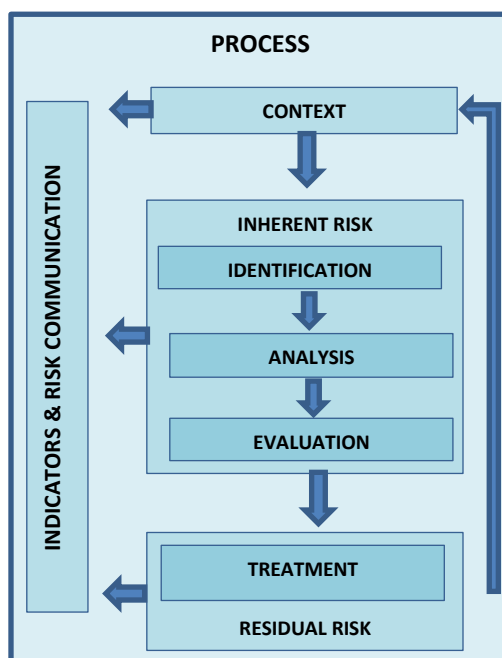 PROCESS
CONTEXT
INDICATORS & RISK COMMUNICATION
INHERENT RISK
IDENTIFICATION
ANALYSIS
EVALUATION
TREATMENT
RESIDUAL RISK